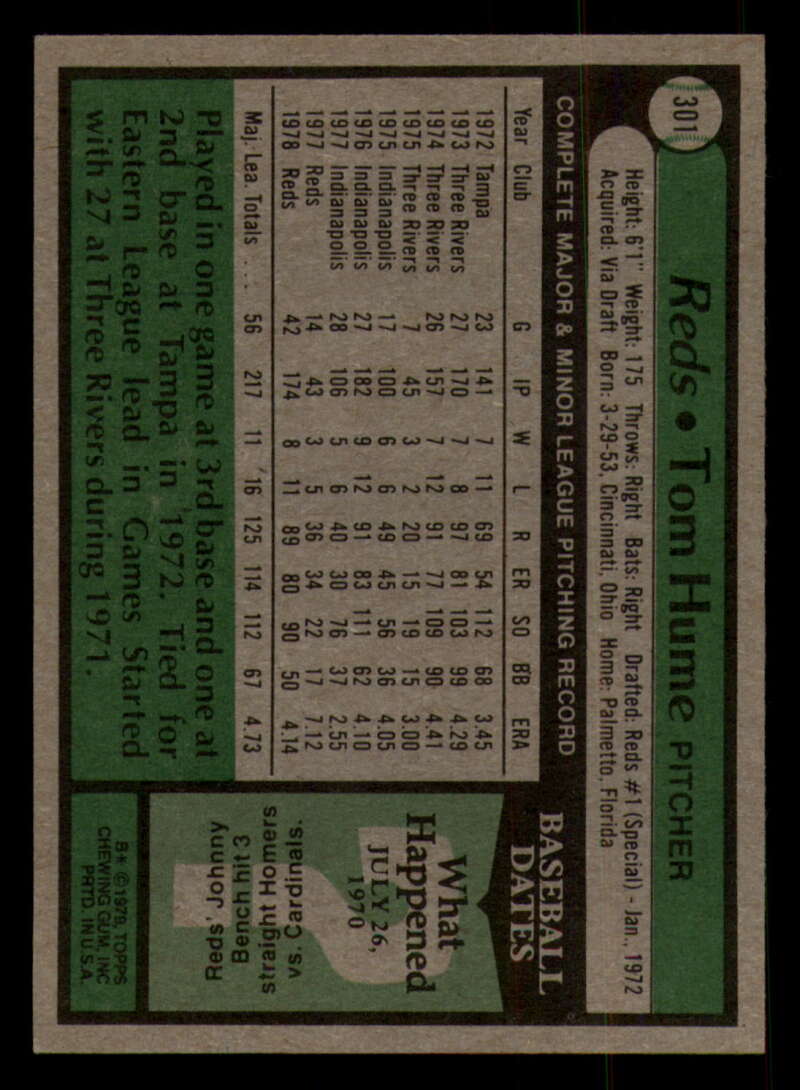 301
Reds • Tom Hume PITCHER
Height: 6'1" Weight: 175 Throws: Right Bats: Right Drafted: Reds #1 (Special) - Jan., 1972
Acquired: Via Draft Born: 3-29-53, Cincinnati, Ohio Home: Palmetto, Florida
COMPLETE MAJOR & MINOR LEAGUE PITCHING RECORD
Year Club G IP W L R ER SO BB ERA
1972 Tampa 23 141 7 11 69 54 112 68 3.45
1973 Three Rivers 27 170 7 8 97 81 103 99 4.29
1974 Three Rivers 26 157 7 12 91 77 109 90 4.41
1975 Three Rivers 7 45 3 2 20 15 19 15 3.00
1975 Indianapolis 17 100 6 6 49 45 56 36 4.05
1976 Indianapolis 27 182 9 12 91 83 111 62 4.10
1977 Indianapolis 28 106 5 6 40 30 76 37 2.55
1977 Reds 14 43 3 5 36 34 22 17 7.12
1978 Reds 42 174 8 11 89 80 90 50 4.14
Maj. Lea. Totals . . . 56 217 11 16 125 114 112 67 4.73
Played in one game at 3rd base and one at
2nd base at Tampa in 1972. Tied for
Eastern League lead in Games Started
with 27 at Three Rivers during 1971.
BASEBALL
DATES
What
Happened
JULY 26,
1970
Reds' Johnny
Bench hit 3
straight Homers
vs. Cardinals.
B* © 1979, TOPPS
CHEWING GUM, INC.
PRTD. IN U.S.A.